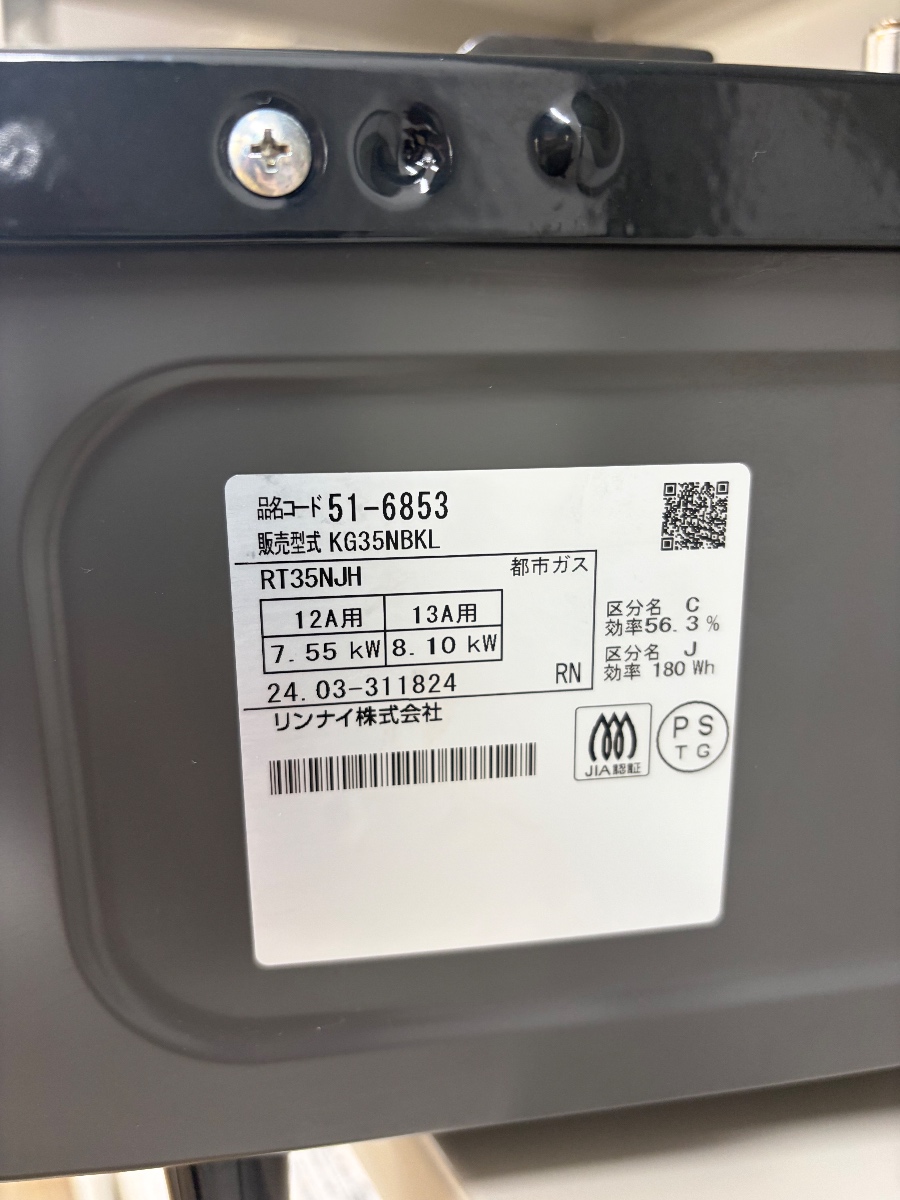 品名コード 51-6853
販売型式 KG35NBKL
RT35NJH 都市ガス
12A用 13A用
7.55 kW 8.10 kW
24.03-311824 RN
リンナイ株式会社
区分名 C
効率56.3%
区分名 J
効率 180 Wh
JIA認証
PS
TG